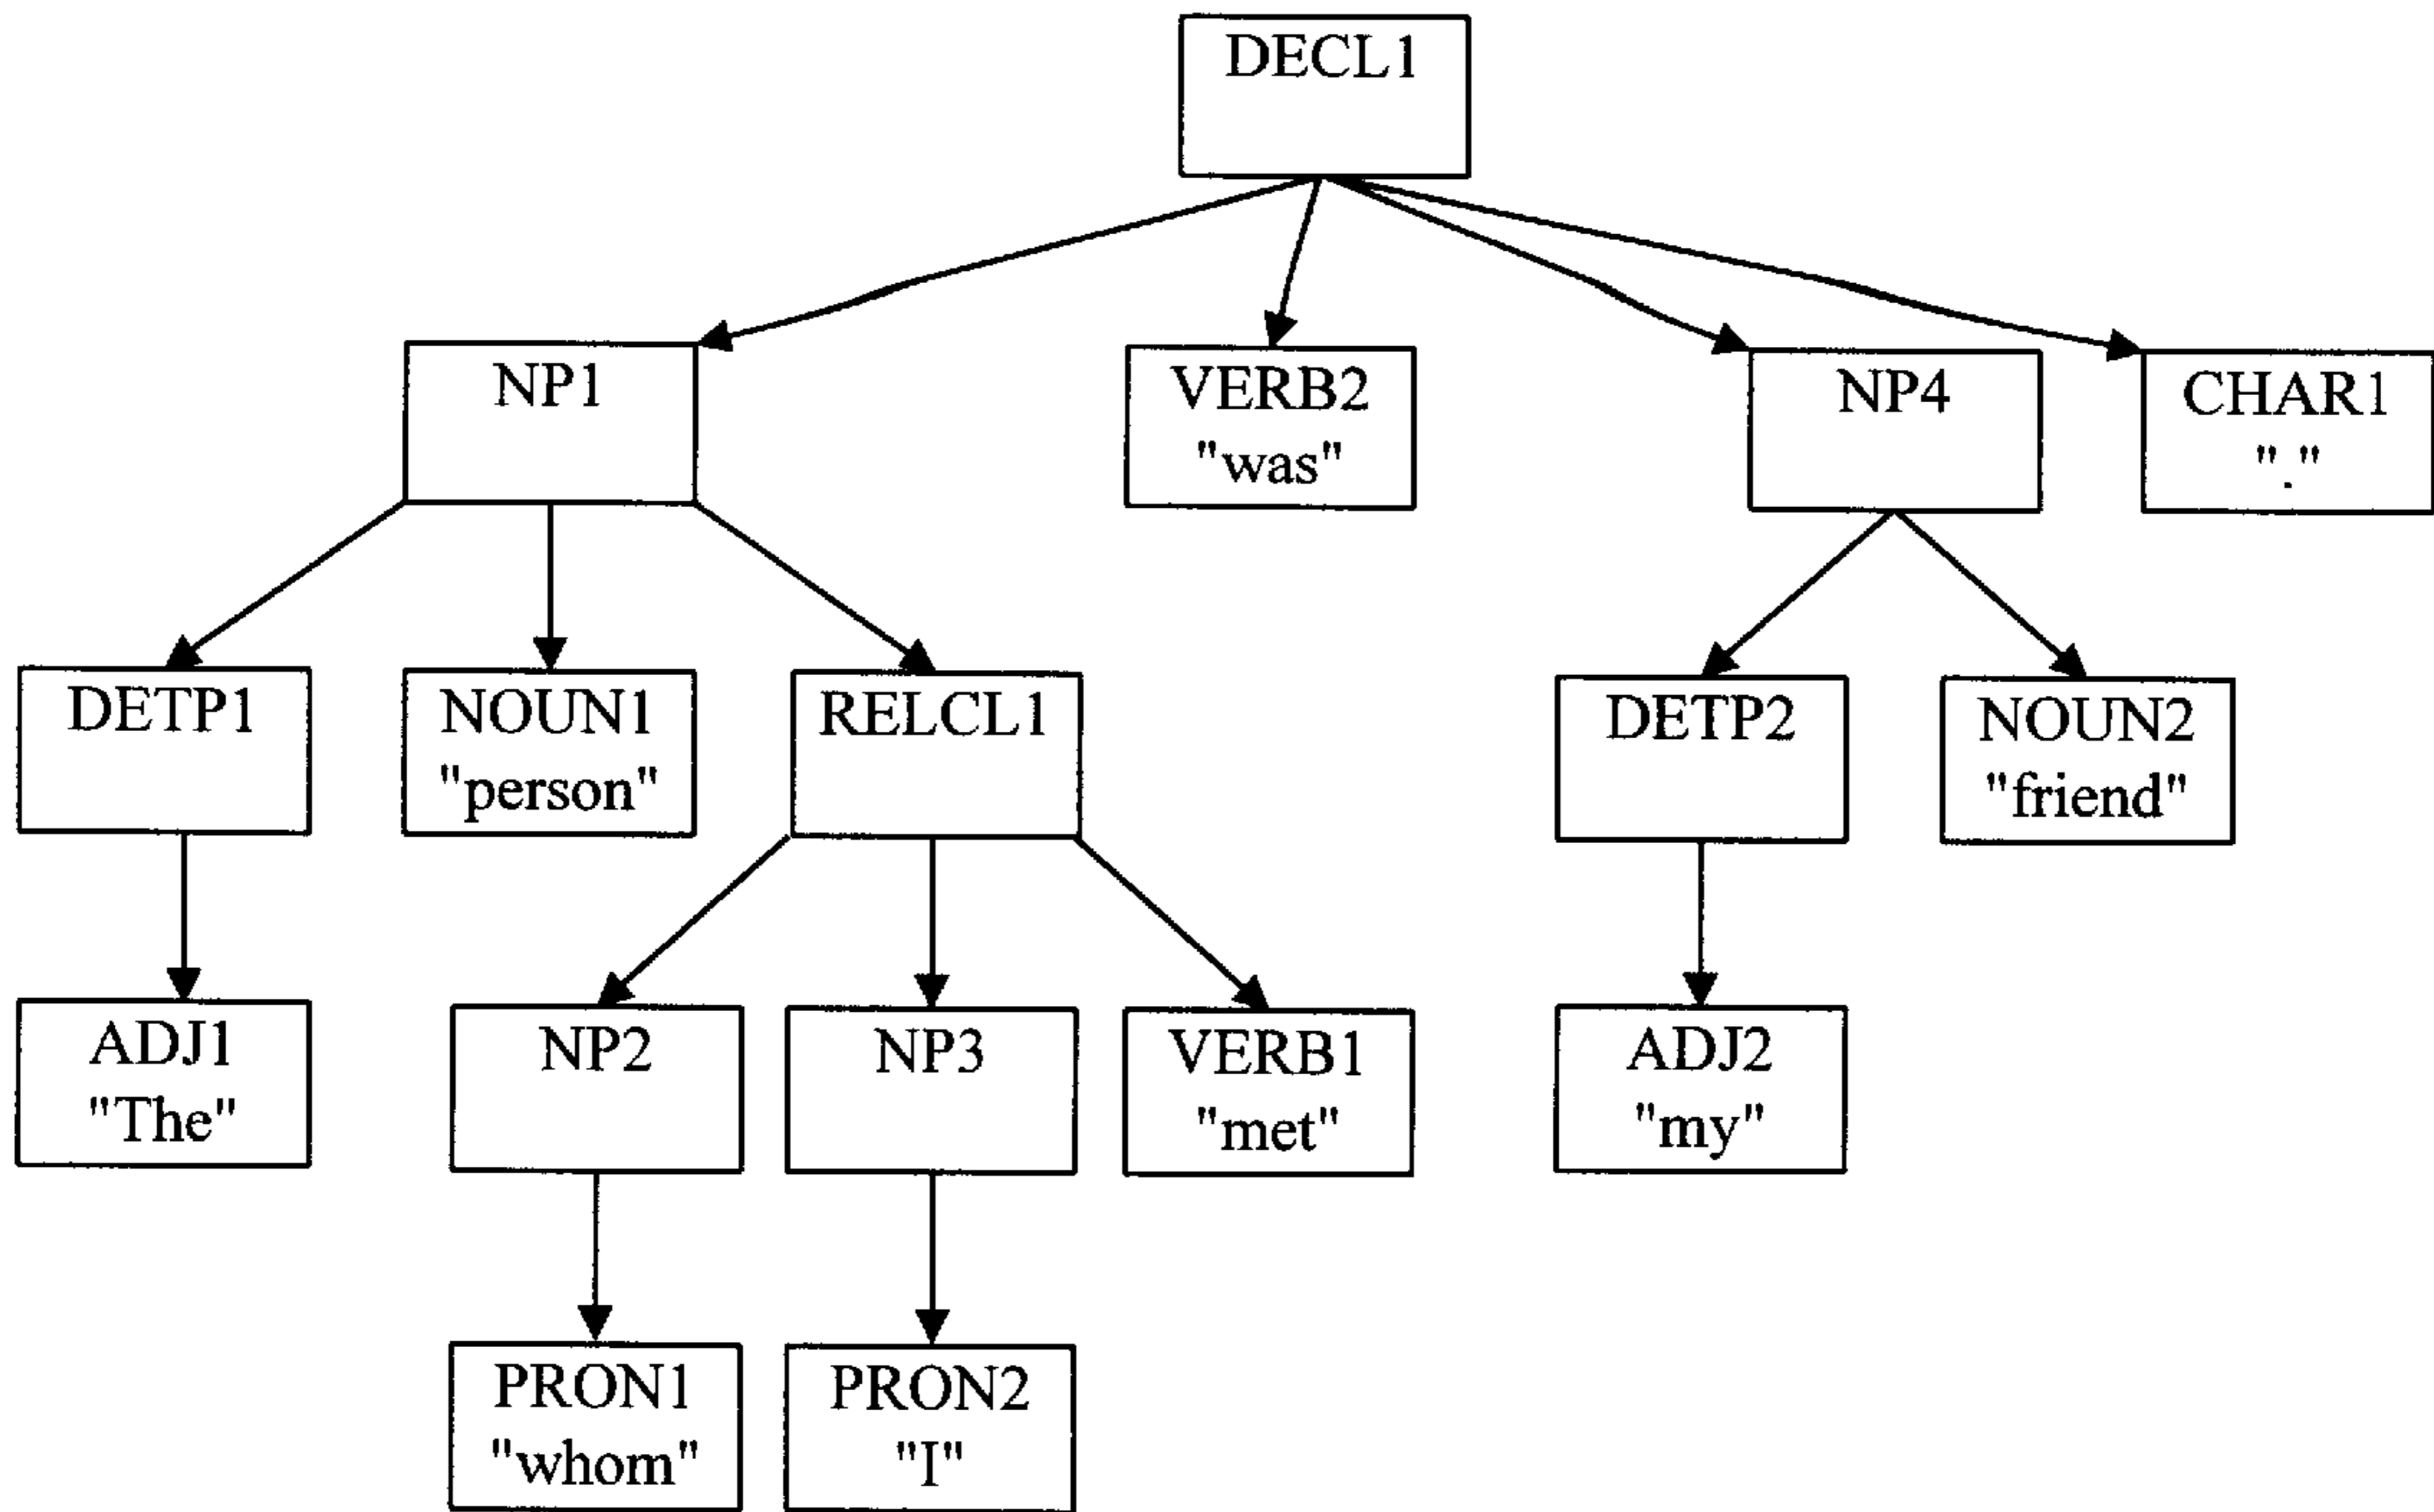 DECL1
NP1
VERB2
"was"
NP4
CHAR1
"."
DETP1
NOUN1
"person"
RELCL1
DETP2
NOUN2
"friend"
ADJ1
"The"
NP2
NP3
VERB1
"met"
ADJ2
"my"
PRON1
"whom"
PRON2
"I"